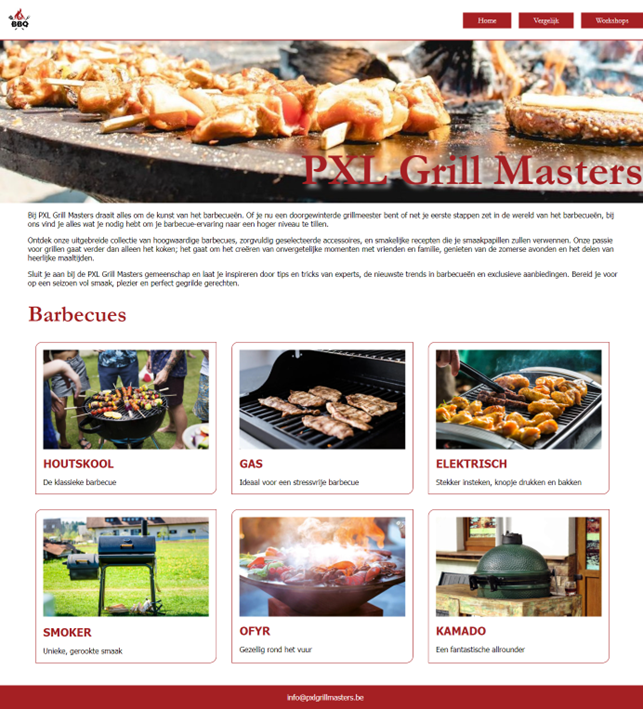 BBQ
Home Vergelijk Workshops
PXL Grill Masters
Bij PXL Grill Masters draait alles om de kunst van het barbecueën. Of je nu een doorgewinterde grillmeester bent of net je eerste stappen zet in de wereld van het barbecueën, bij
ons vind je alles wat je nodig hebt om je barbecue-ervaring naar een hoger niveau te tillen.
Ontdek onze uitgebreide collectie van hoogwaardige barbecues, zorgvuldig geselecteerde accessoires, en smakelijke recepten die je smaakpapillen zullen verwennen. Onze passie
voor grillen gaat verder dan alleen het koken; het gaat om het creëren van onvergetelijke momenten met vrienden en familie, genieten van de zomerse avonden en het delen van
heerlijke maaltijden.
Sluit je aan bij de PXL Grill Masters gemeenschap en laat je inspireren door tips en tricks van experts, de nieuwste trends in barbecueën en exclusieve aanbiedingen. Bereid je voor
op een seizoen vol smaak, plezier en perfect gegrilde gerechten.
Barbecues
HOUTSKOOL
De klassieke barbecue
GAS
Ideaal voor een stressvrije barbecue
ELEKTRISCH
Stekker insteken, knopje drukken en bakken
SMOKER
Unieke, gerookte smaak
OFYR
Gezellig rond het vuur
KAMADO
Een fantastische allrounder
info@pxlgrillmasters.be